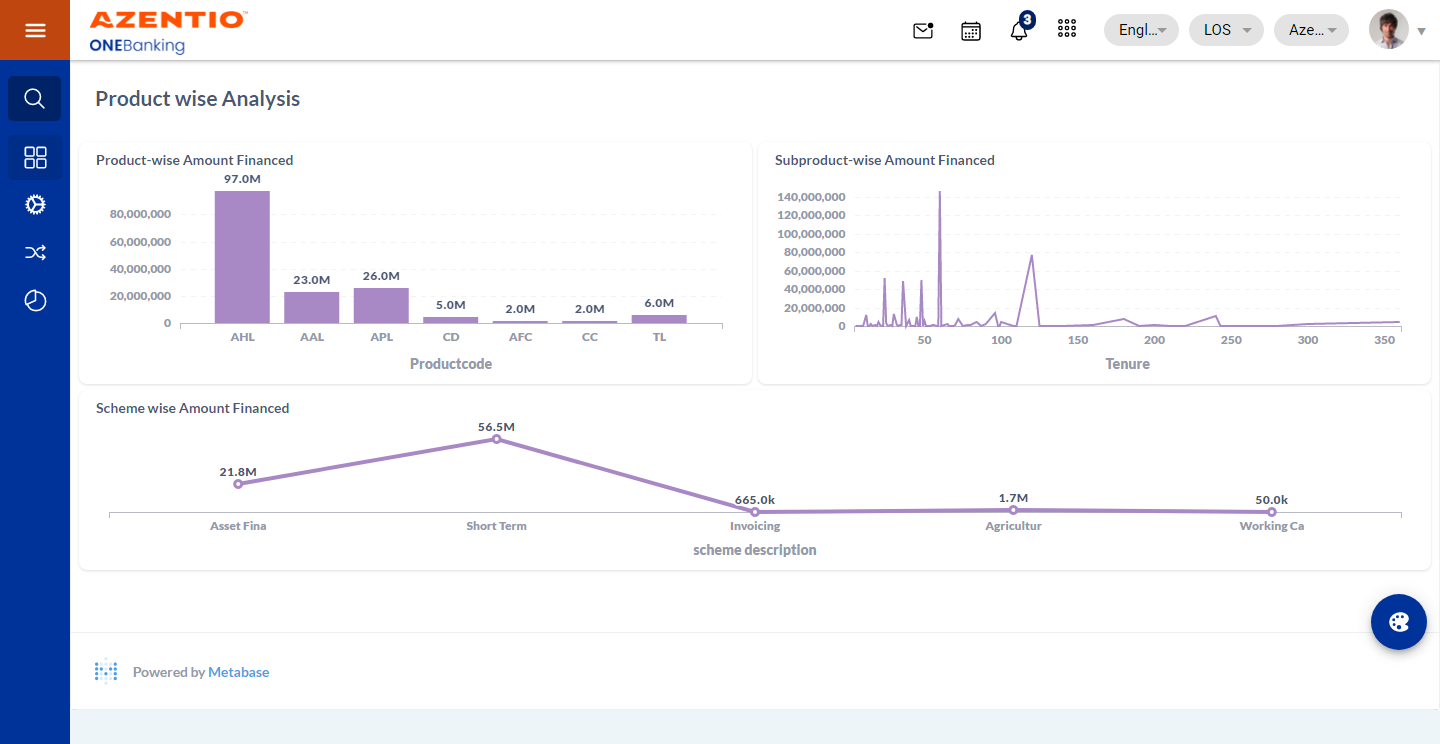 AZENTIO™
ONEBanking
3
Engl...
LOS
Aze...
Product wise Analysis
Product-wise Amount Financed
97.0M
80,000,000
60,000,000
40,000,000
20,000,000
0
23.0M
26.0M
5.0M
2.0M
2.0M
6.0M
AHL
AAL
APL
CD
AFC
CC
TL
Productcode
Subproduct-wise Amount Financed
140,000,000
120,000,000
100,000,000
80,000,000
60,000,000
40,000,000
20,000,000
0
50
100
150
200
250
300
350
Tenure
Scheme wise Amount Financed
21.8M
56.5M
665.0k
1.7M
50.0k
Asset Fina
Short Term
Invoicing
Agricultur
Working Ca
scheme description
Powered by Metabase